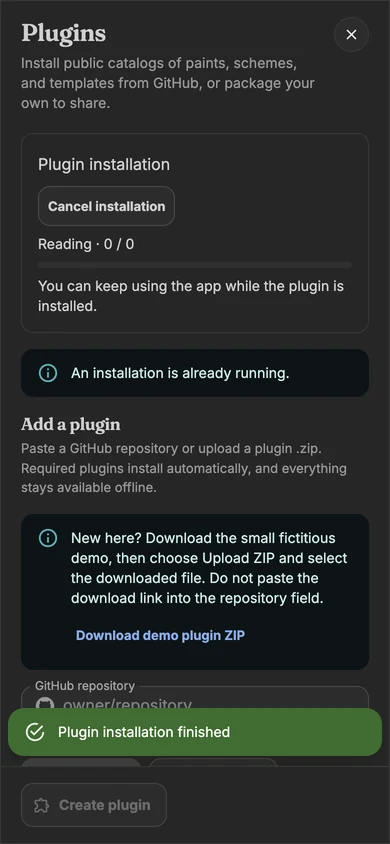 Plugins
Install public catalogs of paints, schemes,
and templates from GitHub, or package your
own to share.
Plugin installation
Cancel installation
Reading · 0 / 0
You can keep using the app while the plugin is
installed.
An installation is already running.
Add a plugin
Paste a GitHub repository or upload a plugin .zip.
Required plugins install automatically, and everything
stays available offline.
New here? Download the small fictitious
demo, then choose Upload ZIP and select
the downloaded file. Do not paste the
download link into the repository field.
Download demo plugin ZIP
GitHub repository
owner/repository
Plugin installation finished
Create plugin